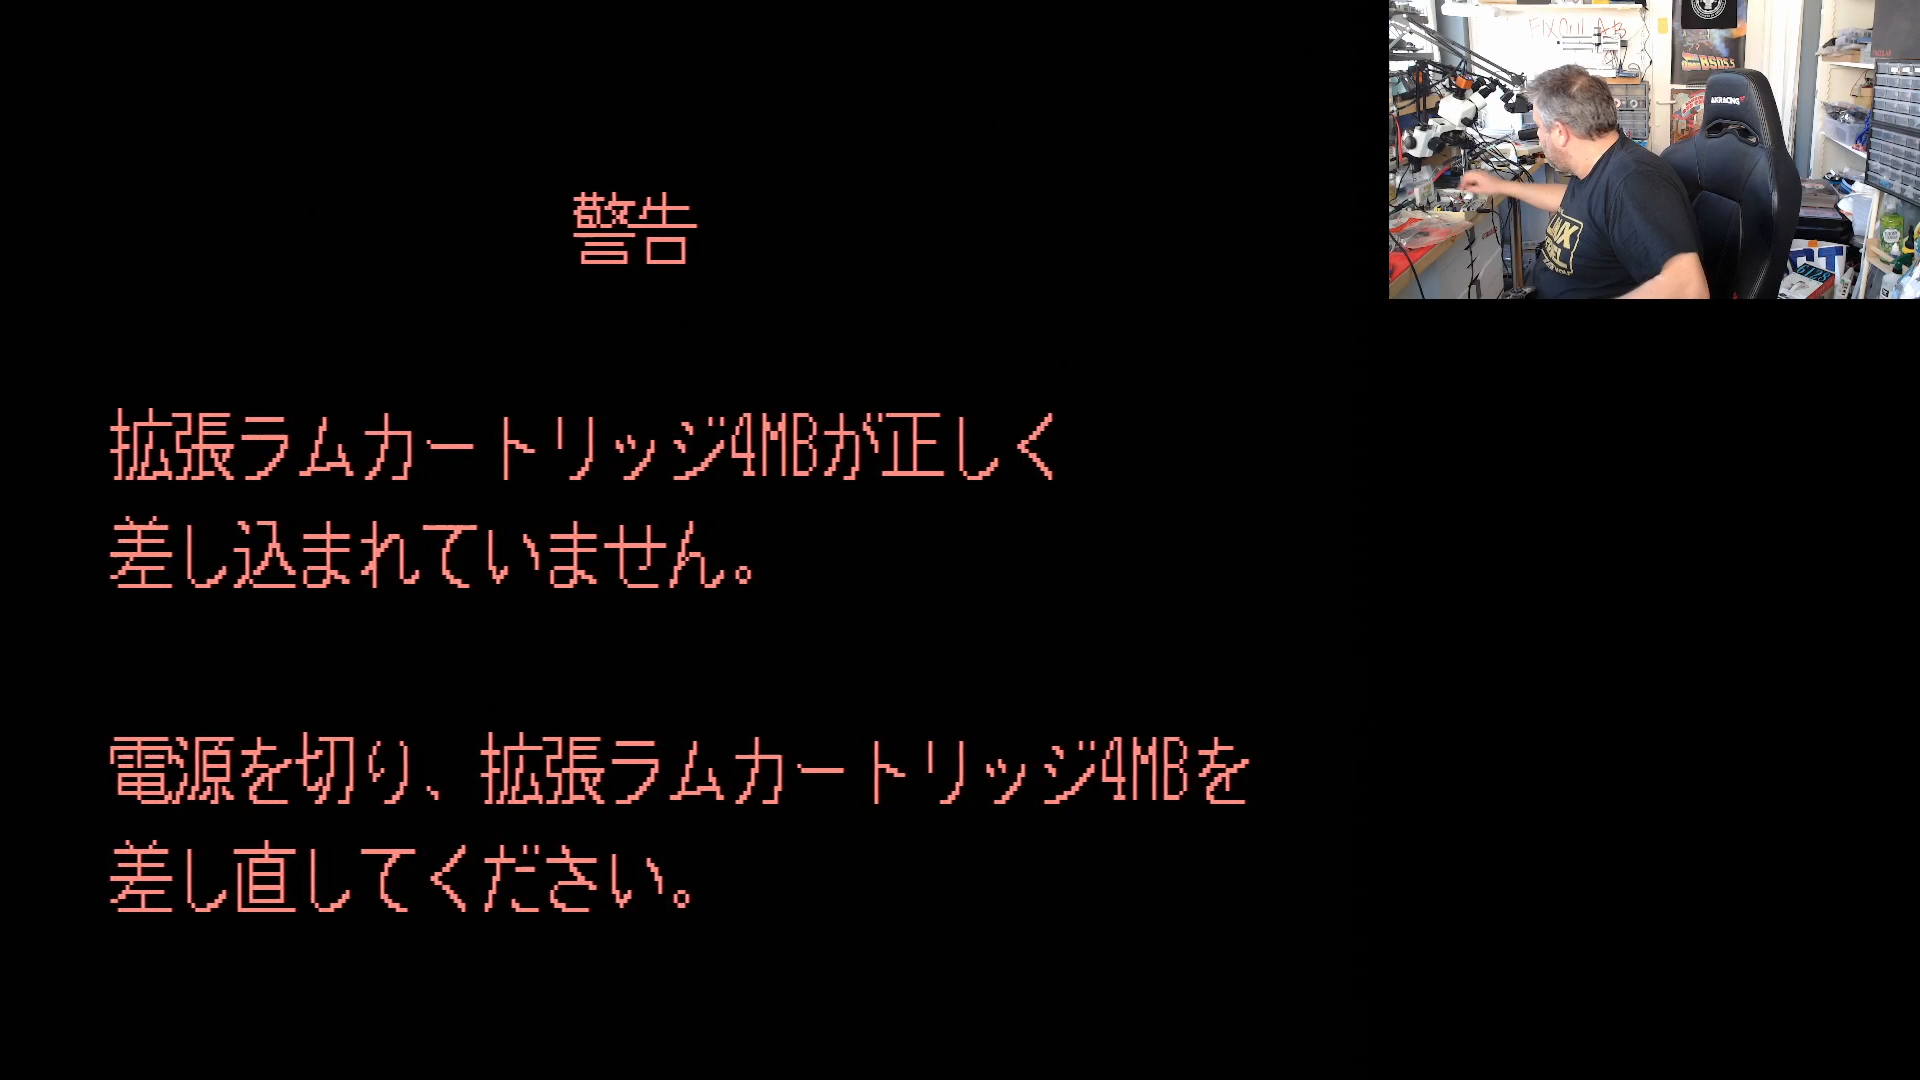 警告
拡張ラムカートリッジ4MBが正しく
差し込まれていません。
電源を切り、拡張ラムカートリッジ4MBを
差し直してください。
AKRACING
6128